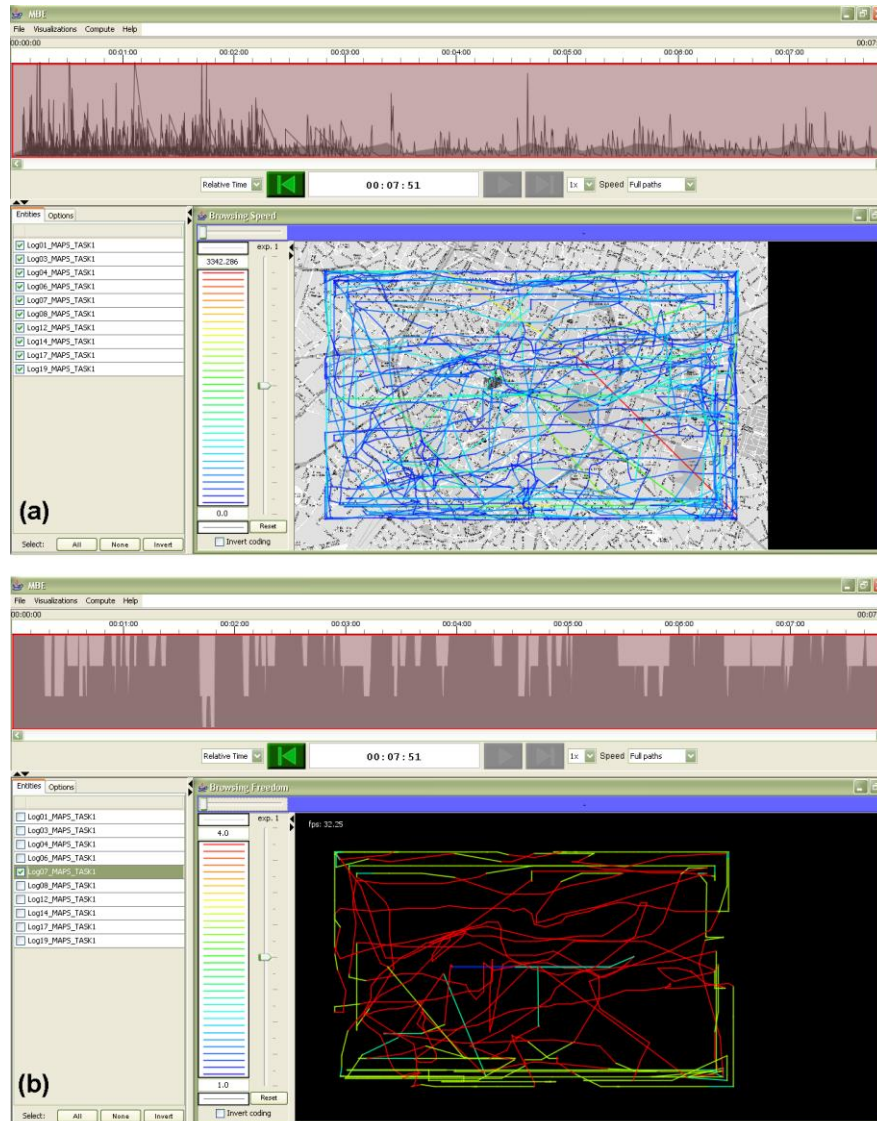 MBE
File Visualizations Compute Help
00:00:00 00:07:
00:01:00 00:02:00 00:03:00 00:04:00 00:05:00 00:06:00 00:07:00
Relative Time 00:07:51 1x Speed Full paths
Entities Options
Log01_MAPS_TASK1
Log03_MAPS_TASK1
Log04_MAPS_TASK1
Log06_MAPS_TASK1
Log07_MAPS_TASK1
Log08_MAPS_TASK1
Log12_MAPS_TASK1
Log14_MAPS_TASK1
Log17_MAPS_TASK1
Log19_MAPS_TASK1
(a)
Select: All None Invert
Browsing Speed
exp. 1
3342.286
0.0
Reset
Invert coding
MBE
File Visualizations Compute Help
00:00:00 00:07
00:01:00 00:02:00 00:03:00 00:04:00 00:05:00 00:06:00 00:07:00
Relative Time 00:07:51 1x Speed Full paths
Entities Options
Log01_MAPS_TASK1
Log03_MAPS_TASK1
Log04_MAPS_TASK1
Log06_MAPS_TASK1
Log07_MAPS_TASK1
Log08_MAPS_TASK1
Log12_MAPS_TASK1
Log14_MAPS_TASK1
Log17_MAPS_TASK1
Log19_MAPS_TASK1
(b)
Select: All None Invert
Browsing Freedom
exp. 1
4.0
fps: 32.25
1.0
Reset
Invert coding